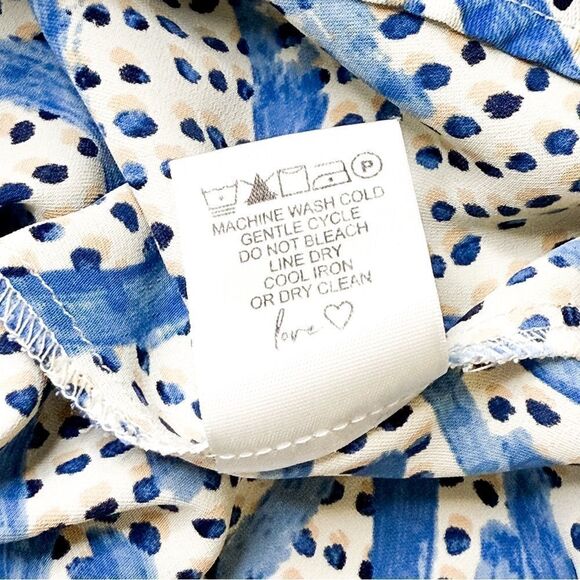 P
MACHINE WASH COLD
GENTLE CYCLE
DO NOT BLEACH
LINE DRY
COOL IRON
OR DRY CLEAN
love